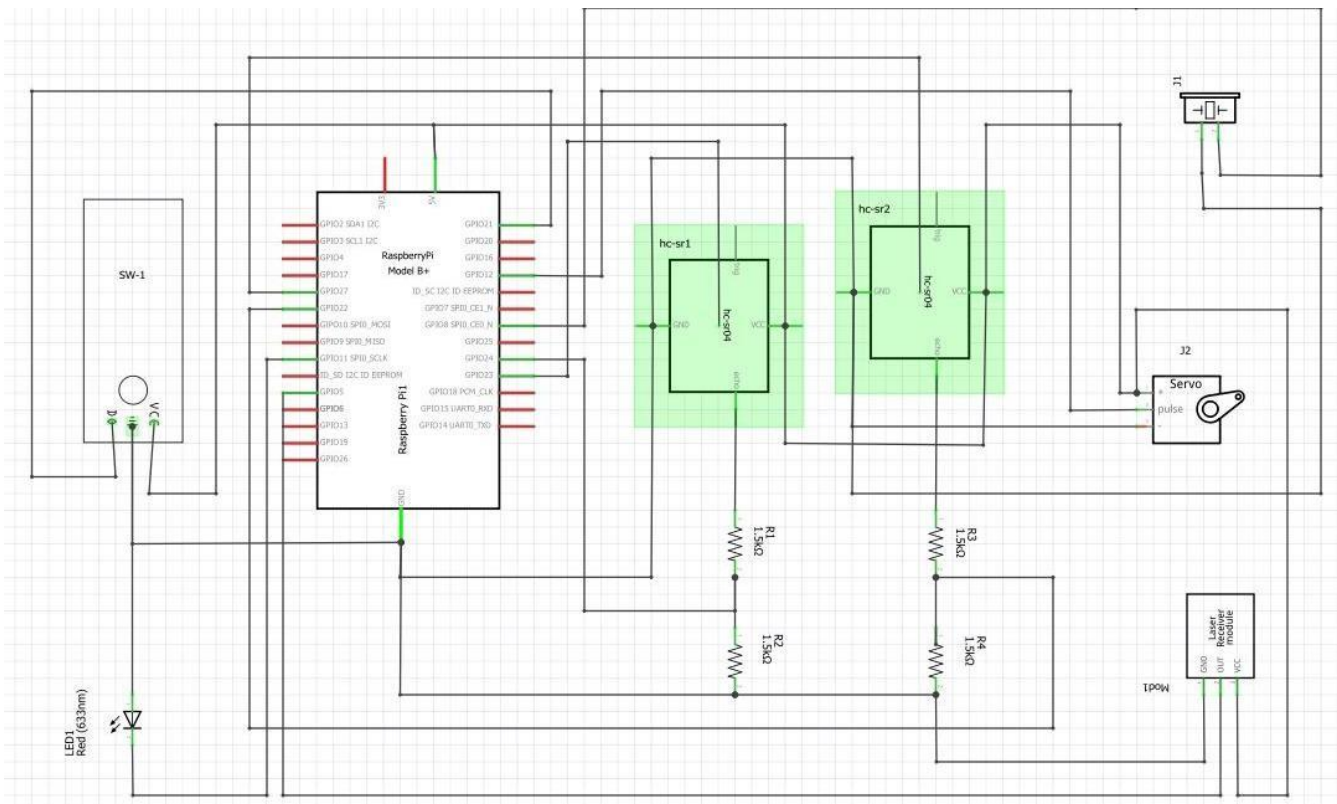 J1
SW-1
DO
VCC
3V3
5V
RaspberryPi
Model B+
Raspberry Pi1
GND
GPIO2 SDA1 I2C
GPIO3 SCL1 I2C
GPIO4
GPIO17
GPIO27
GPIO22
GPIO10 SPI0_MOSI
GPIO9 SPI0_MISO
GPIO11 SPI0_SCLK
ID_SD I2C ID EEPROM
GPIO5
GPIO6
GPIO13
GPIO19
GPIO26
GPIO21
GPIO20
GPIO16
GPIO12
ID_SC I2C ID EEPROM
GPIO7 SPI0_CE1_N
GPIO8 SPI0_CE0_N
GPIO25
GPIO24
GPIO23
GPIO18 PCM_CLK
GPIO15 UART0_RXD
GPIO14 UART0_TXD
hc-sr1
trig
GND
hc-sr04
VCC
echo
hc-sr2
trig
GND
hc-sr04
VCC
echo
J2
Servo
+
pulse
-
R1
1.5kΩ
R2
1.5kΩ
R3
1.5kΩ
R4
1.5kΩ
Laser
Receiver
module
GND
OUT
VCC
Mod1
LED1
Red (633nm)